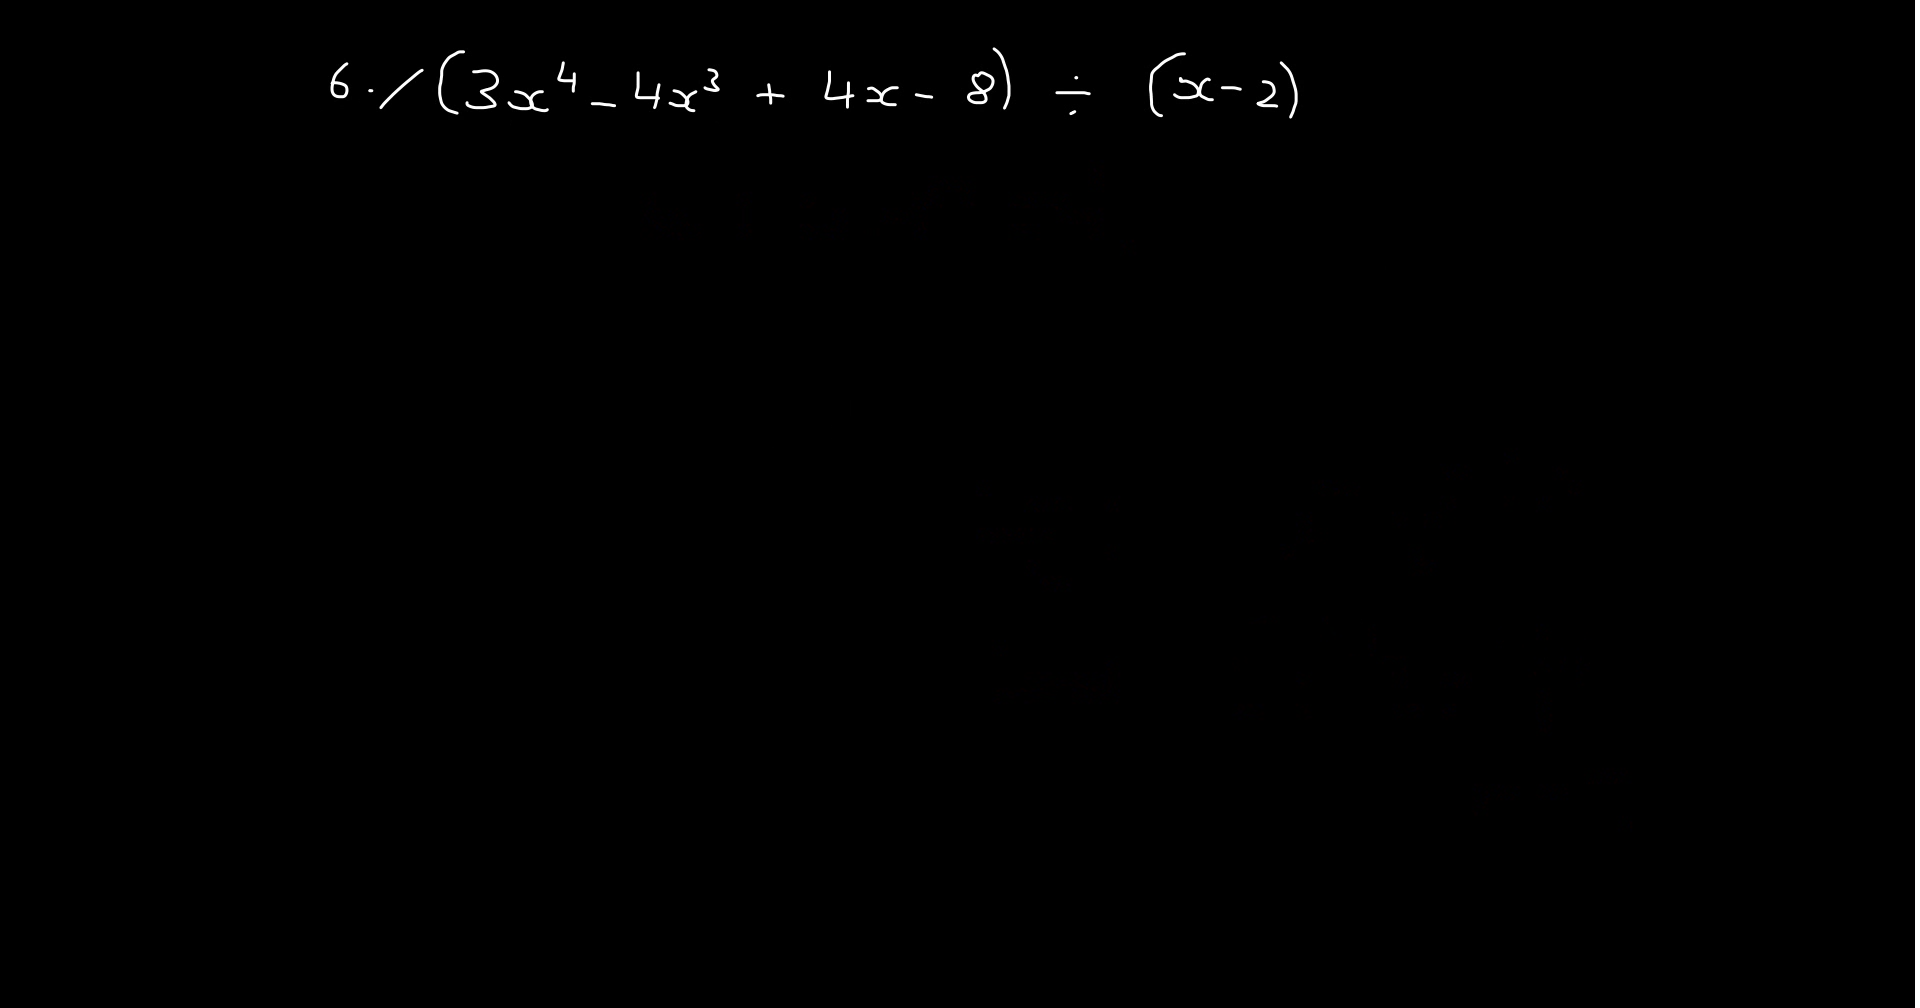 6./ (3x⁴ - 4x³ + 4x - 8) ÷ (x-2)